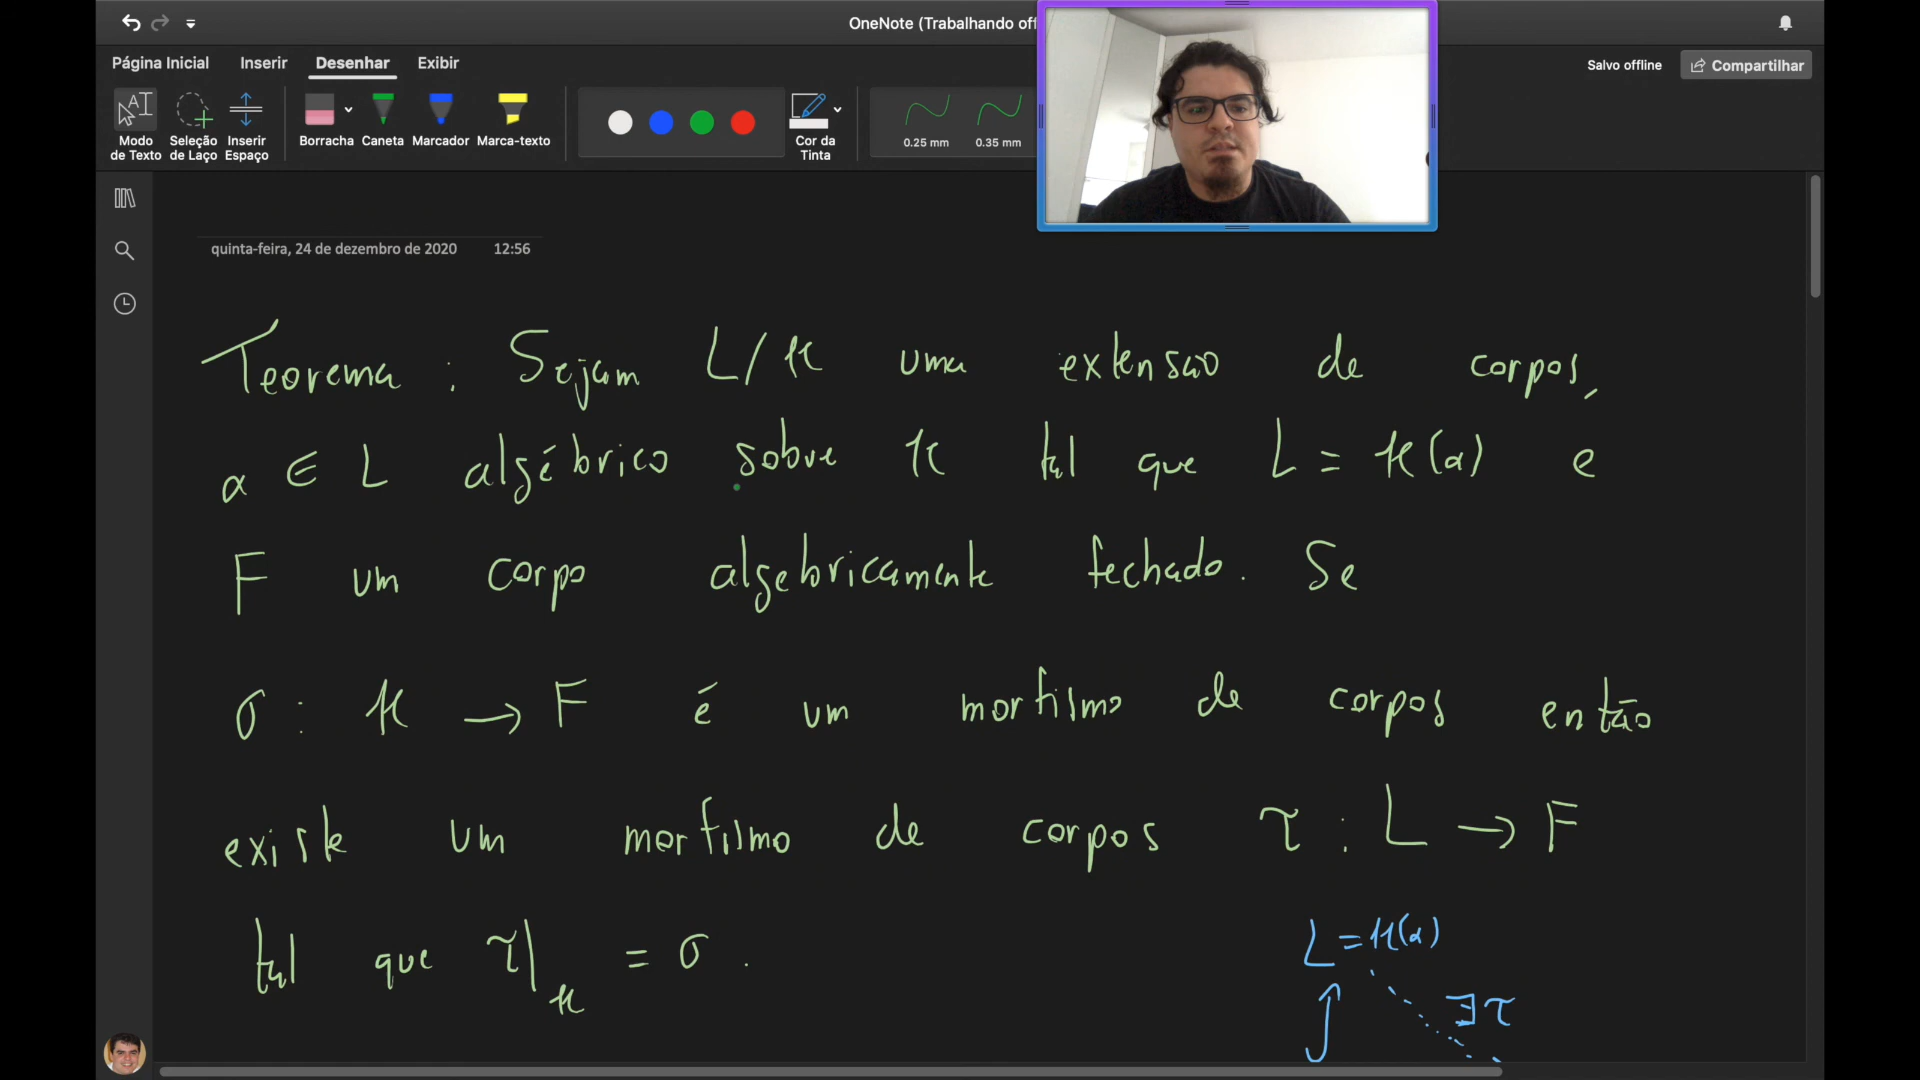 OneNote (Trabalhando off
Página Inicial Inserir Desenhar Exibir
Salvo offline Compartilhar
Modo de Texto
Seleção de Laço
Inserir Espaço
Borracha Caneta Marcador Marca-texto
Cor da Tinta
0.25 mm 0.35 mm
quinta-feira, 24 de dezembro de 2020 12:56
Teorema : Sejam L/K uma extensao de corpos,
α ∈ L algébrico sobre K tal que L = K(α) e
F um corpo algebricamente fechado. Se
σ : K → F é um morfismo de corpos então
existe um morfismo de corpos τ : L → F
tal que τ|_K = σ .
L = K(α)
∃ τ